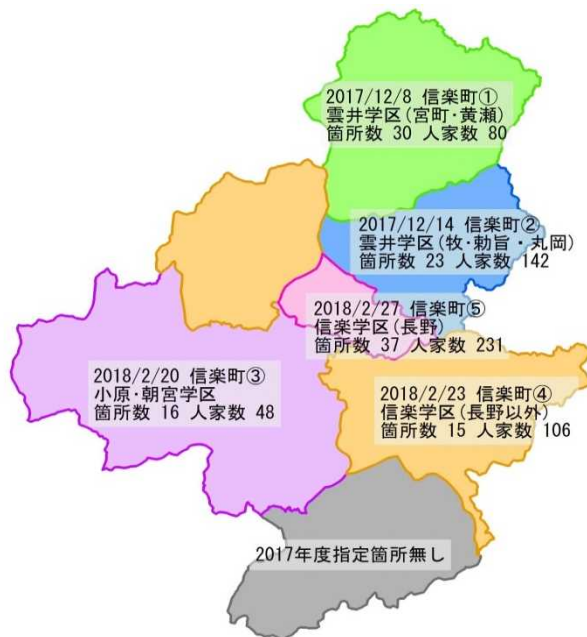 2017/12/8 信楽町①
雲井学区(宮町・黄瀬)
箇所数 30 人家数 80
2017/12/14 信楽町②
雲井学区(牧・勅旨・丸岡)
箇所数 23 人家数 142
2018/2/27 信楽町⑤
信楽学区(長野)
箇所数 37 人家数 231
2018/2/20 信楽町③
小原・朝宮学区
箇所数 16 人家数 48
2018/2/23 信楽町④
信楽学区(長野以外)
箇所数 15 人家数 106
2017年度指定箇所無し